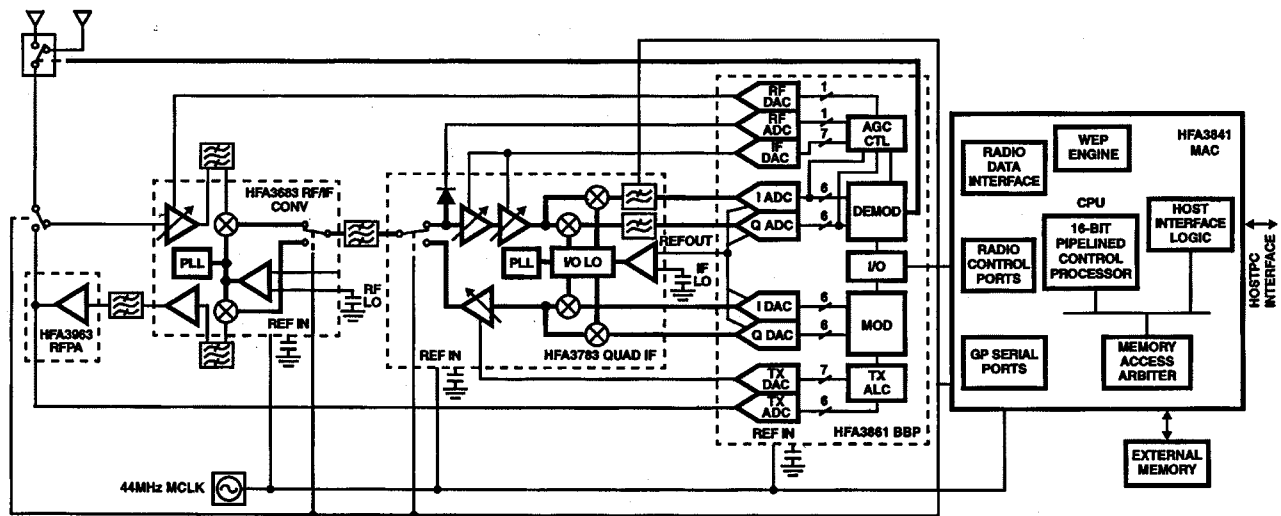 RF
DAC
1
RF
ADC
1
7
IF
DAC
AGC
CTL
HFA3841
MAC
RADIO
DATA
INTERFACE
WEP
ENGINE
HFA3683 RF/IF
CONV
I ADC
6
Q ADC
6
DEMOD
CPU
16-BIT
PIPELINED
CONTROL
PROCESSOR
HOST
INTERFACE
LOGIC
PLL
PLL
I/O LO
REFOUT
IF
LO
I/O
RADIO
CONTROL
PORTS
HOSTPC
INTERFACE
RF
LO
I DAC
6
Q DAC
6
MOD
HFA3963
RFPA
REF IN
REF IN
HFA3783 QUAD IF
GP SERIAL
PORTS
MEMORY
ACCESS
ARBITER
TX
DAC
7
TX
ADC
6
TX
ALC
REF IN
HFA3861 BBP
EXTERNAL
MEMORY
44MHz MCLK